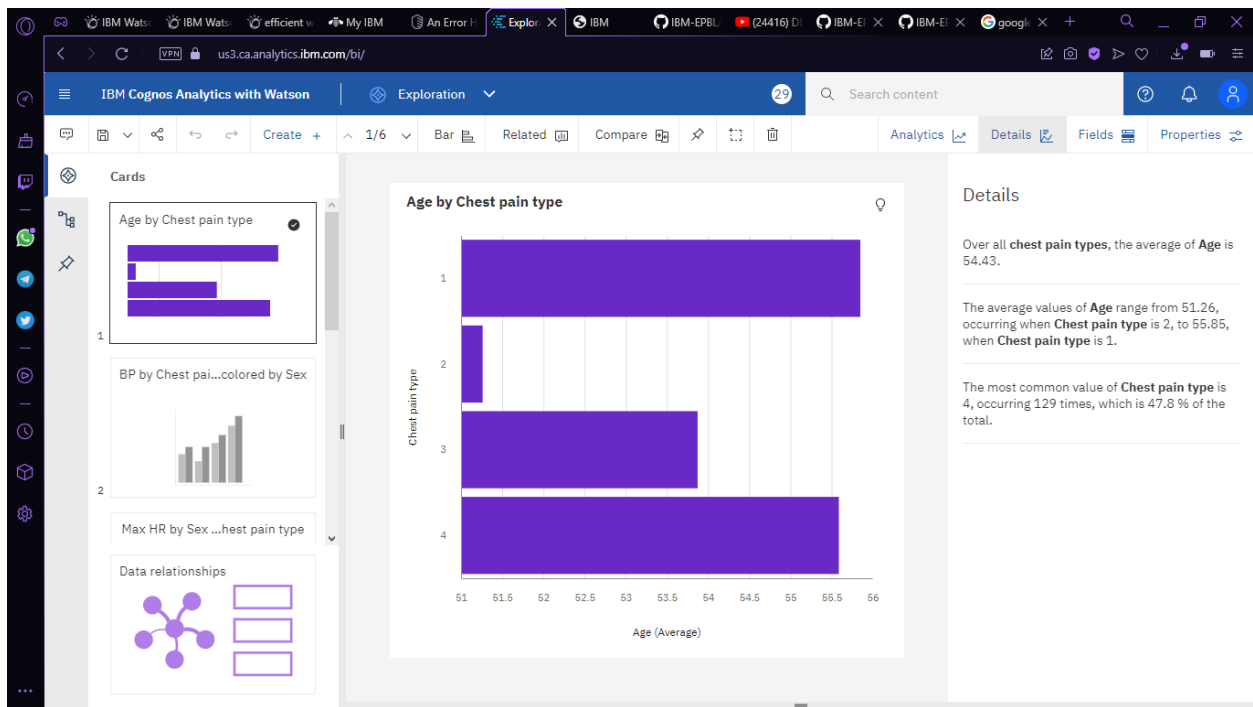 IBM Wats
IBM Wats
efficient w
My IBM
An Error H
Explor
IBM
IBM-EPBL
(24416) D
IBM-EF
IBM-EF
google
VPN
us3.ca.analytics.ibm.com/bi/
IBM Cognos Analytics with Watson
Exploration
29
Search content
Create +
1/6
Bar
Related
Compare
Analytics
Details
Fields
Properties
Cards
Age by Chest pain type
1
BP by Chest pai...colored by Sex
2
Max HR by Sex ...hest pain type
Data relationships
Age by Chest pain type
Chest pain type
1
2
3
4
51 51.5 52 52.5 53 53.5 54 54.5 55 55.5 56
Age (Average)
Details
Over all chest pain types, the average of Age is
54.43.
The average values of Age range from 51.26,
occurring when Chest pain type is 2, to 55.85,
when Chest pain type is 1.
The most common value of Chest pain type is
4, occurring 129 times, which is 47.8 % of the
total.